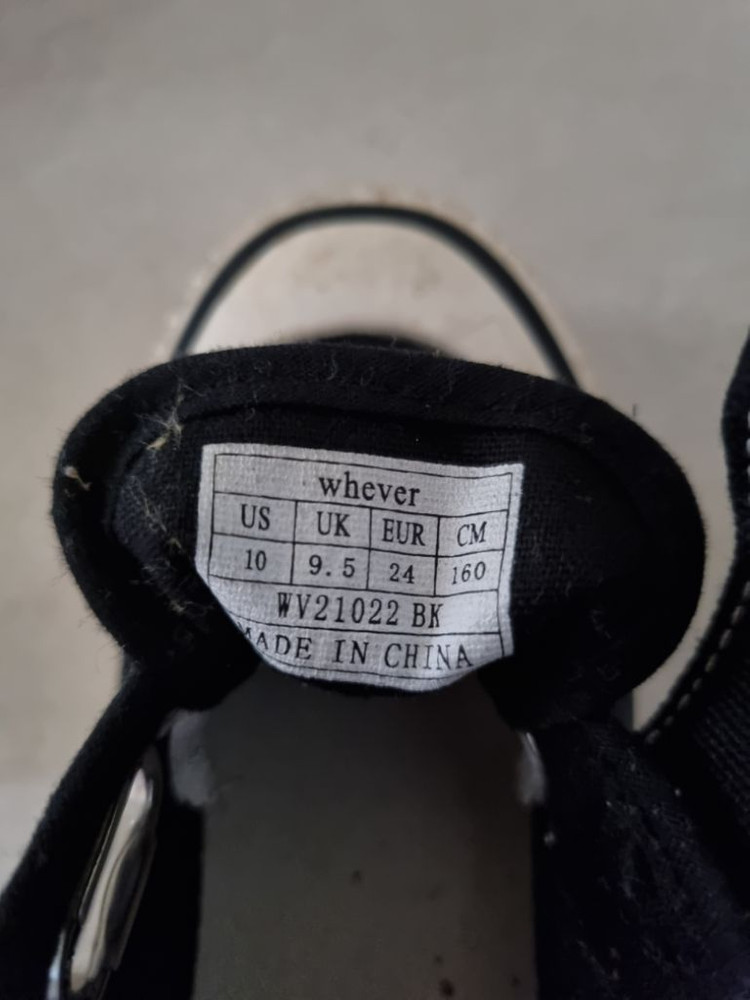 whever
US UK EUR CM
10 9.5 24 160
WV21022 BK
MADE IN CHINA